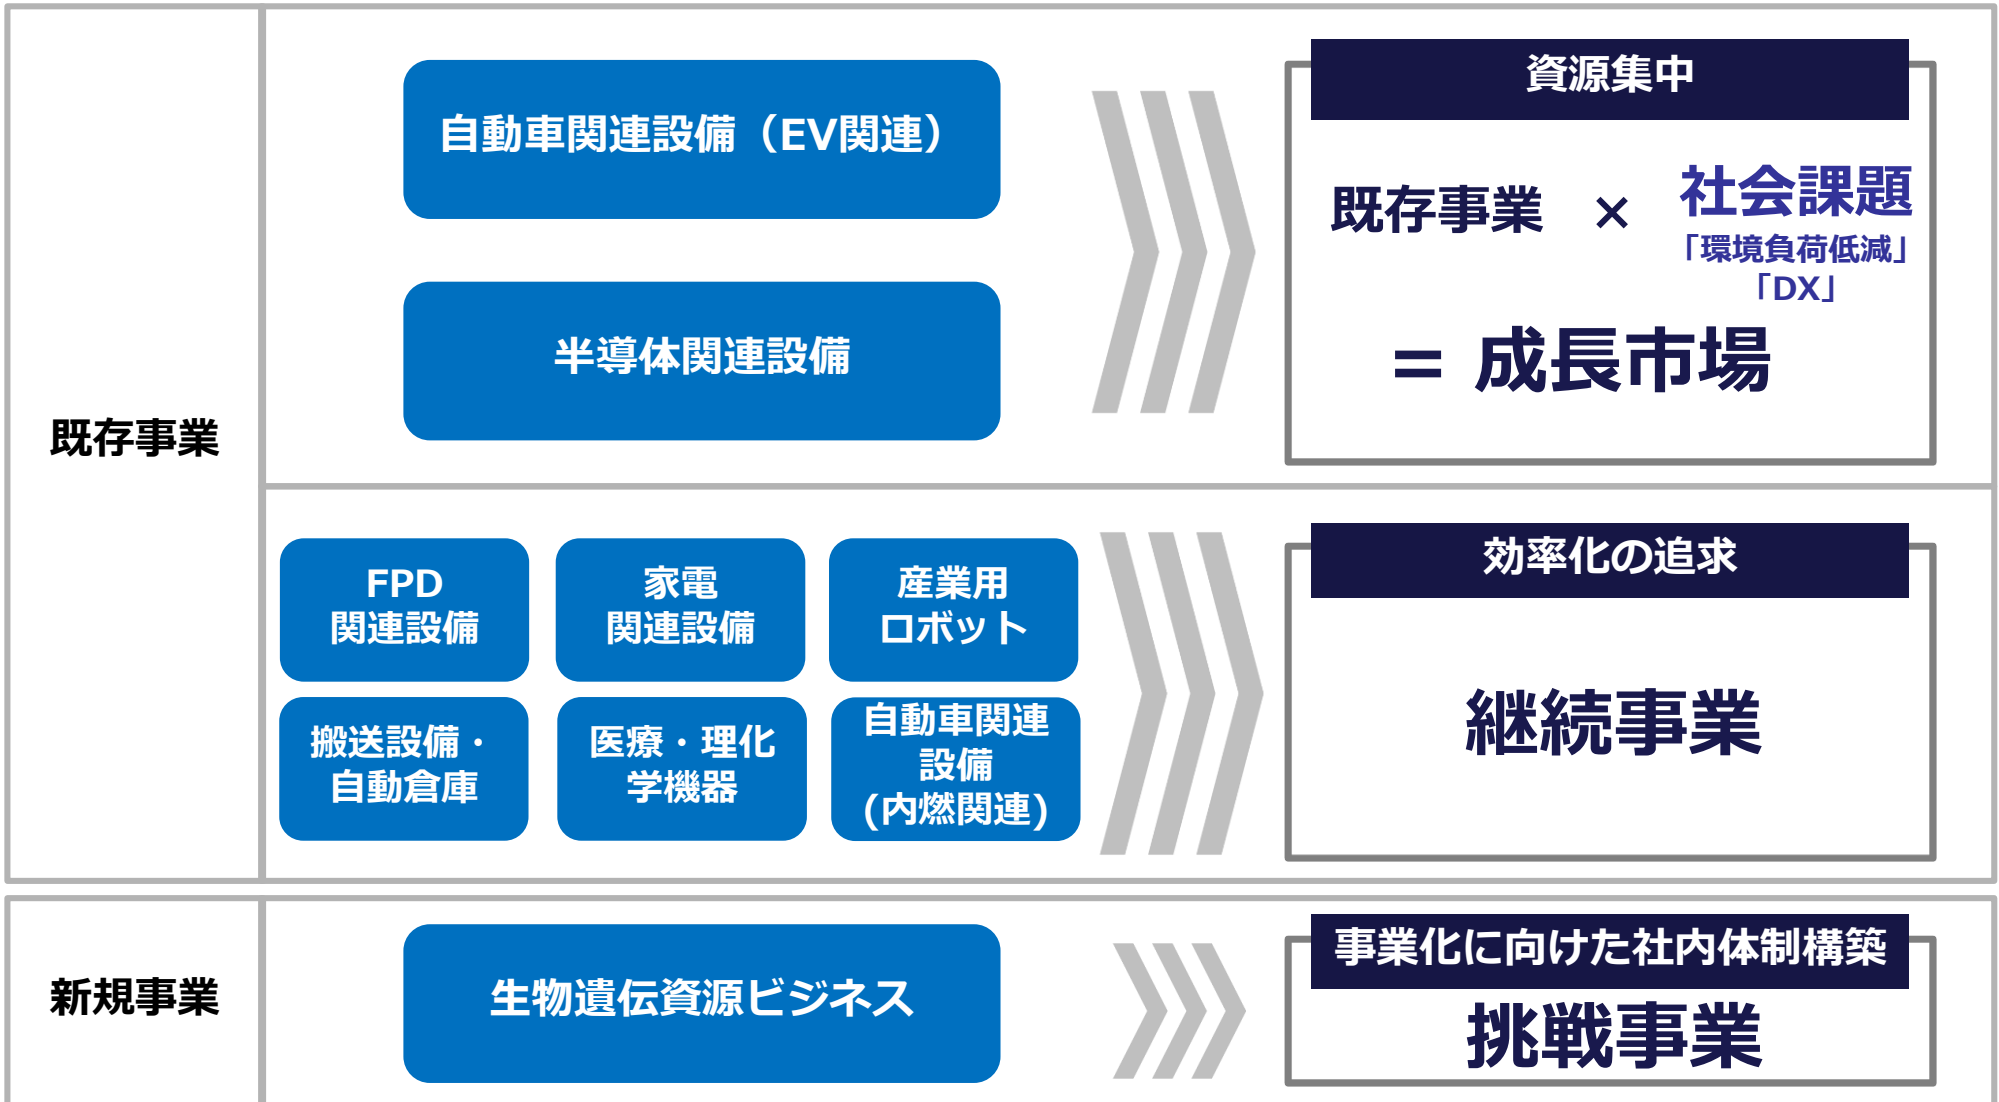 既存事業
自動車関連設備（EV関連）
半導体関連設備
資源集中
既存事業 × 社会課題
「環境負荷低減」
「DX」
= 成長市場
FPD
関連設備
家電
関連設備
産業用
ロボット
搬送設備・
自動倉庫
医療・理化
学機器
自動車関連
設備
(内燃関連)
効率化の追求
継続事業
新規事業
生物遺伝資源ビジネス
事業化に向けた社内体制構築
挑戦事業